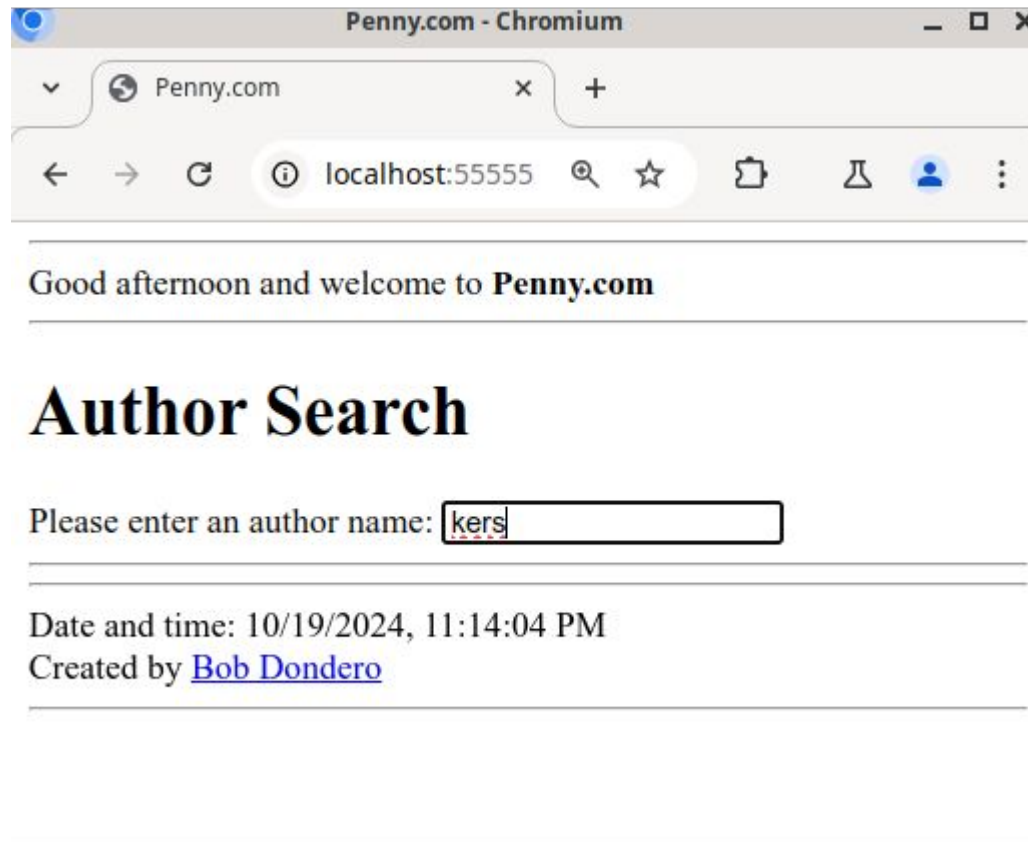 Penny.com - Chromium
Penny.com
localhost:55555
Good afternoon and welcome to Penny.com
Author Search
Please enter an author name: kers
Date and time: 10/19/2024, 11:14:04 PM
Created by Bob Dondero